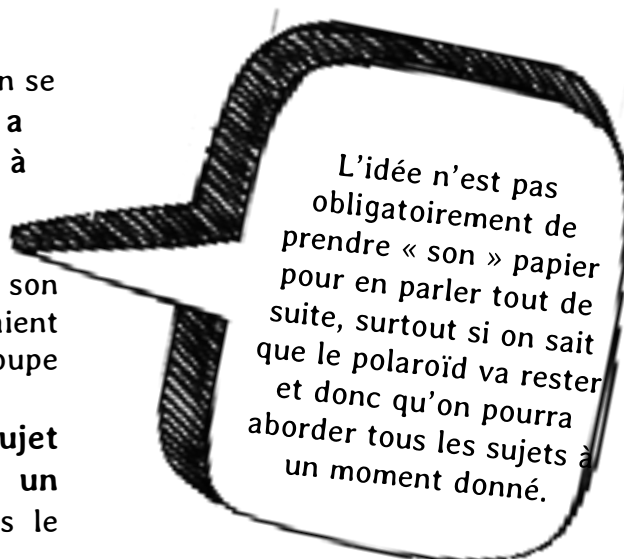 n se
a
à
son
aient
oupe
ujet
un
s le
L’idée n’est pas
obligatoirement de
prendre « son » papier
pour en parler tout de
suite, surtout si on sait
que le polaroïd va rester
et donc qu’on pourra
aborder tous les sujets à
un moment donné.